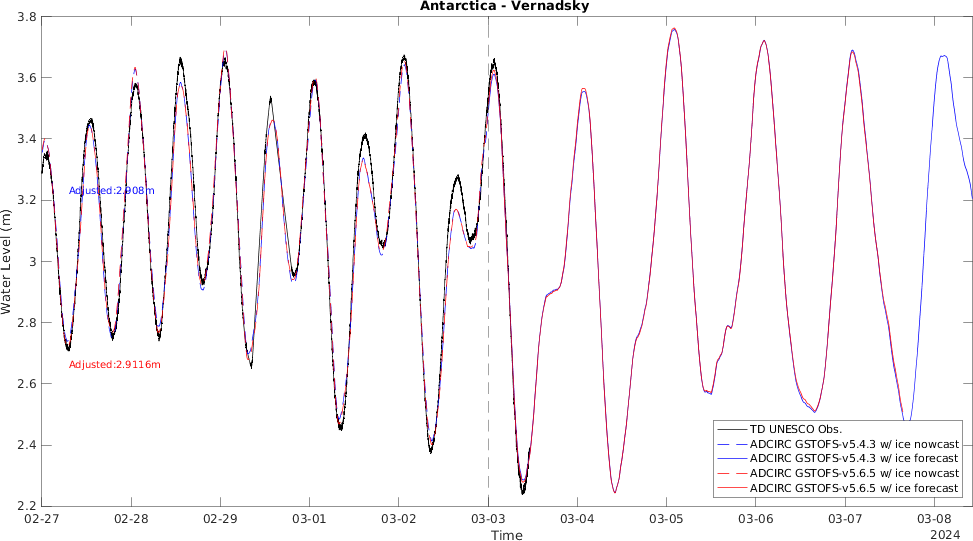 Antarctica - Vernadsky
3.8
3.6
3.4
3.2
3
2.8
2.6
2.4
2.2
Water Level (m)
Adjusted:2.908m
Adjusted:2.9116m
TD UNESCO Obs.
ADCIRC GSTOFS-v5.4.3 w/ ice nowcast
ADCIRC GSTOFS-v5.4.3 w/ ice forecast
ADCIRC GSTOFS-v5.6.5 w/ ice nowcast
ADCIRC GSTOFS-v5.6.5 w/ ice forecast
02-27 02-28 02-29 03-01 03-02 03-03 03-04 03-05 03-06 03-07 03-08
Time
2024